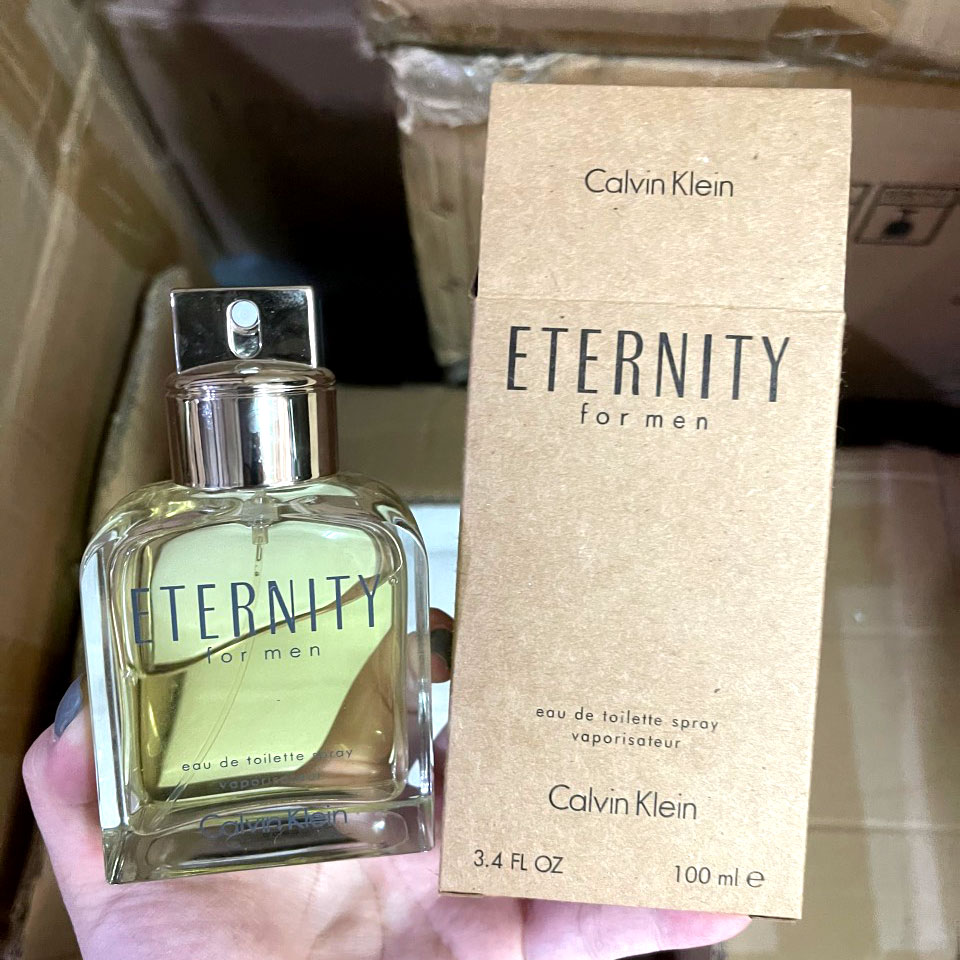 ETERNITY
for men
eau de toilette spray
vaporisateur
Calvin Klein
Calvin Klein
ETERNITY
for men
eau de toilette spray
vaporisateur
Calvin Klein
3.4 FL OZ
100 ml e